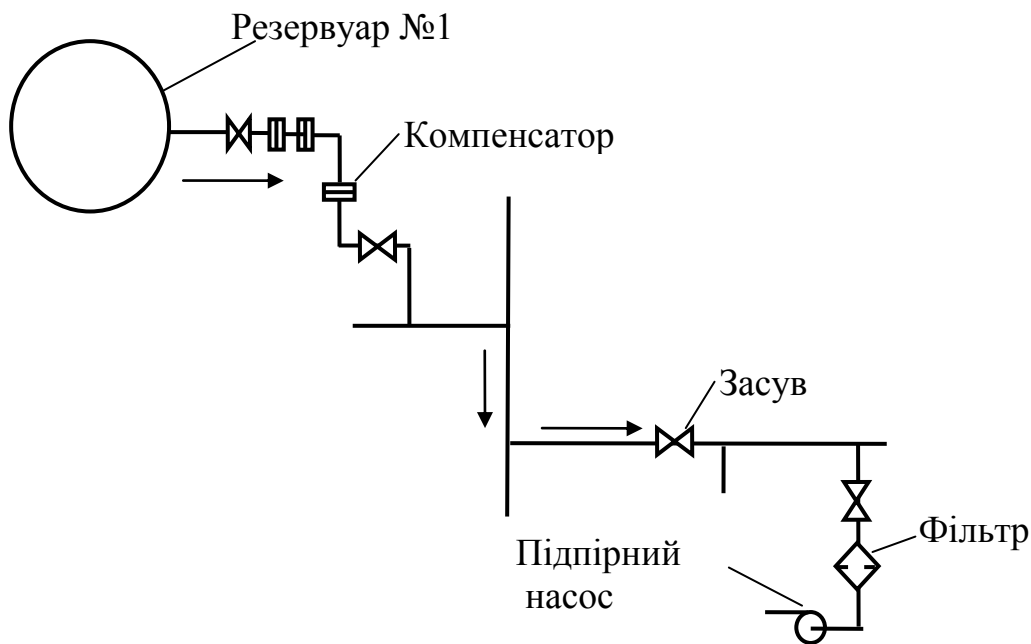 Резервуар №1
Компенсатор
Засув
Фільтр
Підпірний
насос